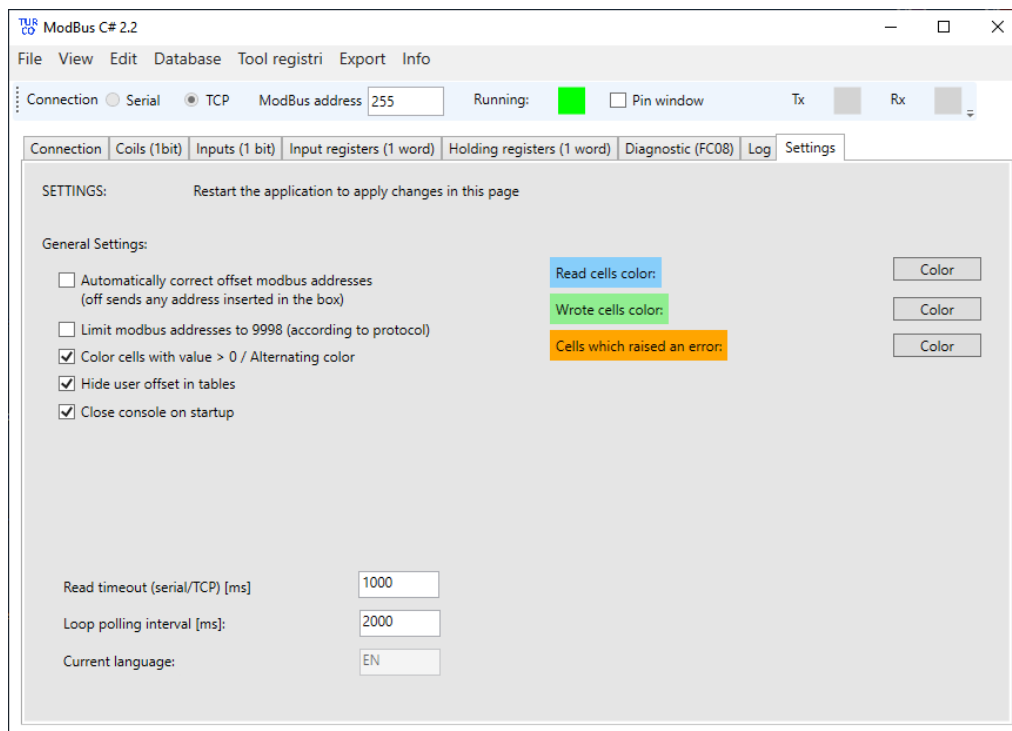 TUR
CO
ModBus C# 2.2
File View Edit Database Tool registri Export Info
Connection Serial TCP ModBus address 255 Running: Pin window Tx Rx
Connection Coils (1bit) Inputs (1 bit) Input registers (1 word) Holding registers (1 word) Diagnostic (FC08) Log Settings
SETTINGS: Restart the application to apply changes in this page
General Settings:
Automatically correct offset modbus addresses
(off sends any address inserted in the box)
Limit modbus addresses to 9998 (according to protocol)
Color cells with value > 0 / Alternating color
Hide user offset in tables
Close console on startup
Read cells color: Color
Wrote cells color: Color
Cells which raised an error: Color
Read timeout (serial/TCP) [ms] 1000
Loop polling interval [ms]: 2000
Current language: EN